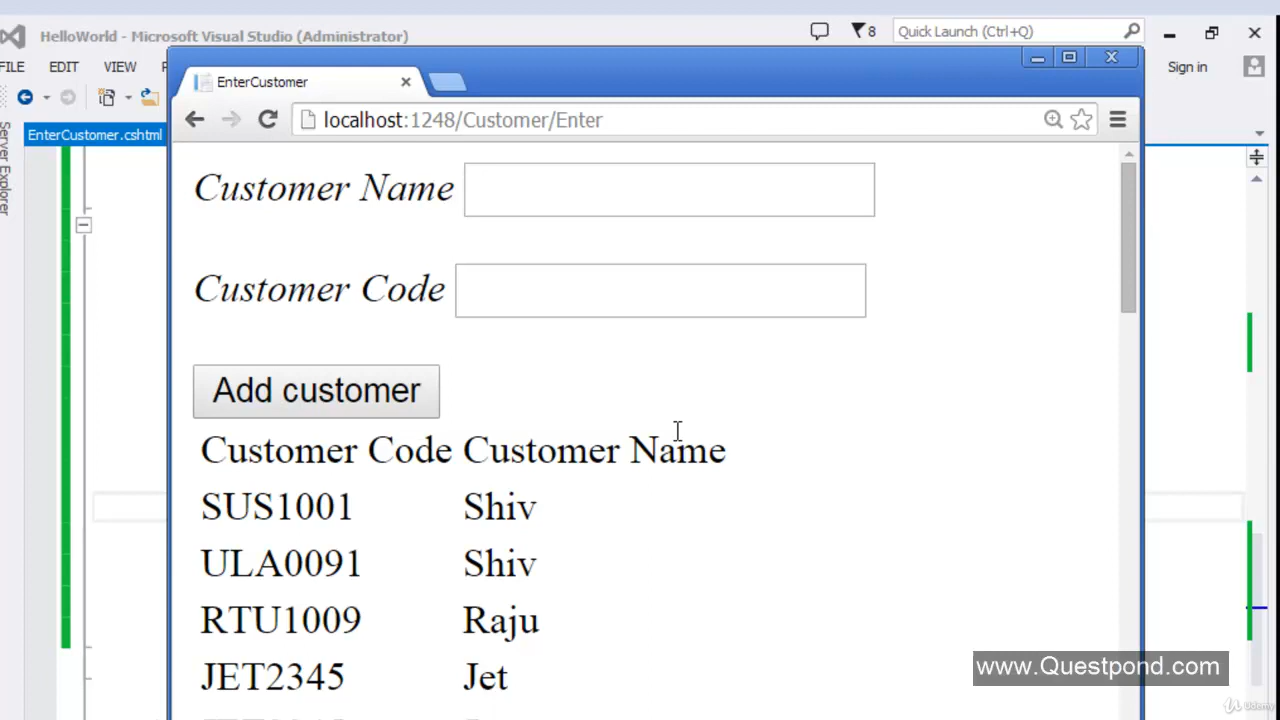 HelloWorld - Microsoft Visual Studio (Administrator)
8
Quick Launch (Ctrl+Q)
FILE EDIT VIEW
Sign in
EnterCustomer
localhost:1248/Customer/Enter
Server Explorer
EnterCustomer.cshtml
Customer Name
Customer Code
Add customer
Customer Code Customer Name
SUS1001 Shiv
ULA0091 Shiv
RTU1009 Raju
JET2345 Jet
www.Questpond.com
Udemy